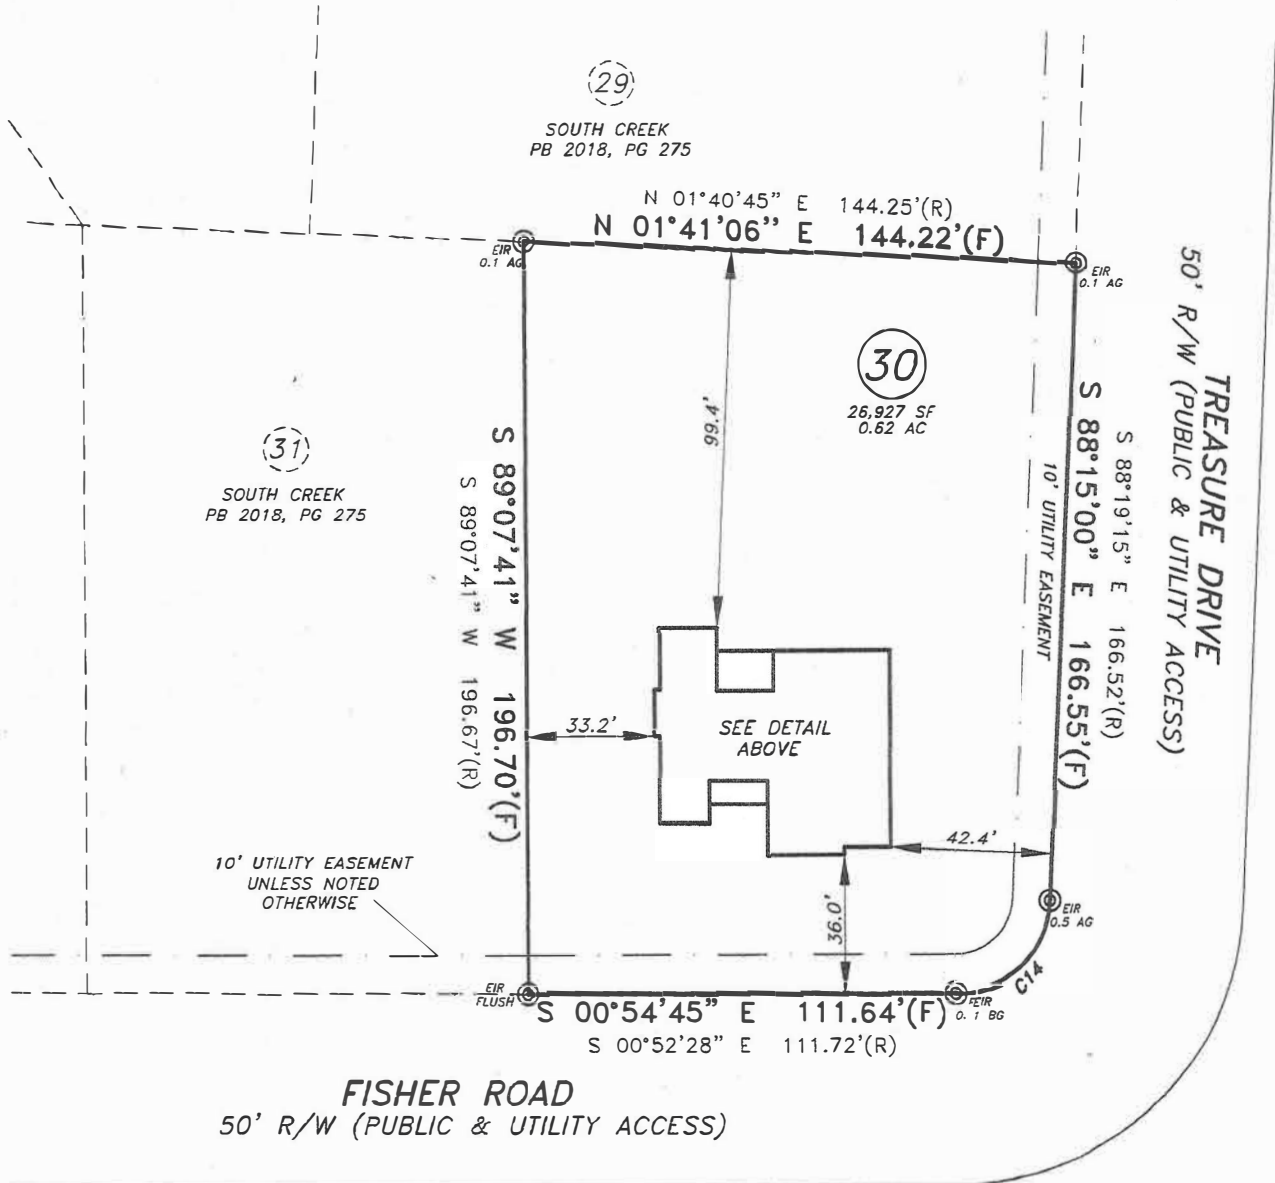 29
SOUTH CREEK
PB 2018, PG 275
N 01°40'45" E 144.25'(R)
N 01°41'06" E 144.22'(F)
EIR
0.1 AG
EIR
0.1 AG
30
26,927 SF
0.62 AC
99.4'
31
SOUTH CREEK
PB 2018, PG 275
S 89°07'41" W 196.70'(F)
S 89°07'41" W 196.67'(R)
10' UTILITY EASEMENT
S 88°15'00" E 166.55'(F)
S 88°19'15" E 166.52'(R)
TREASURE DRIVE
50' R/W (PUBLIC & UTILITY ACCESS)
33.2'
SEE DETAIL
ABOVE
42.4'
36.0'
10' UTILITY EASEMENT
UNLESS NOTED
OTHERWISE
EIR
0.5 AG
C14
EIR
FLUSH
FEIR
0.1 BG
S 00°54'45" E 111.64'(F)
S 00°52'28" E 111.72'(R)
FISHER ROAD
50' R/W (PUBLIC & UTILITY ACCESS)